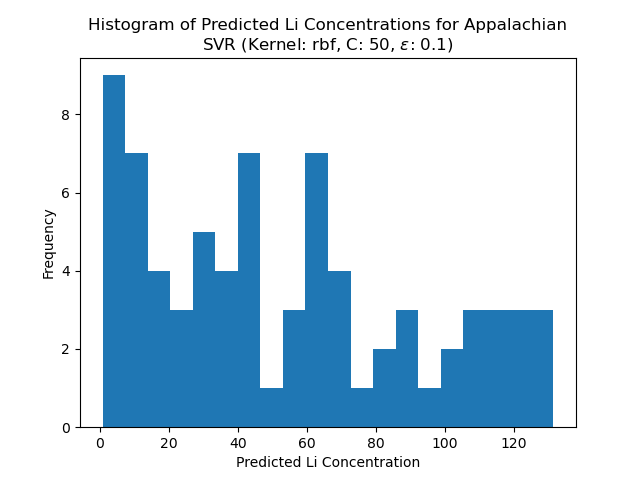 Histogram of Predicted Li Concentrations for Appalachian
SVR (Kernel: rbf, C: 50, ε: 0.1)
8
6
4
2
0
Frequency
0 20 40 60 80 100 120
Predicted Li Concentration